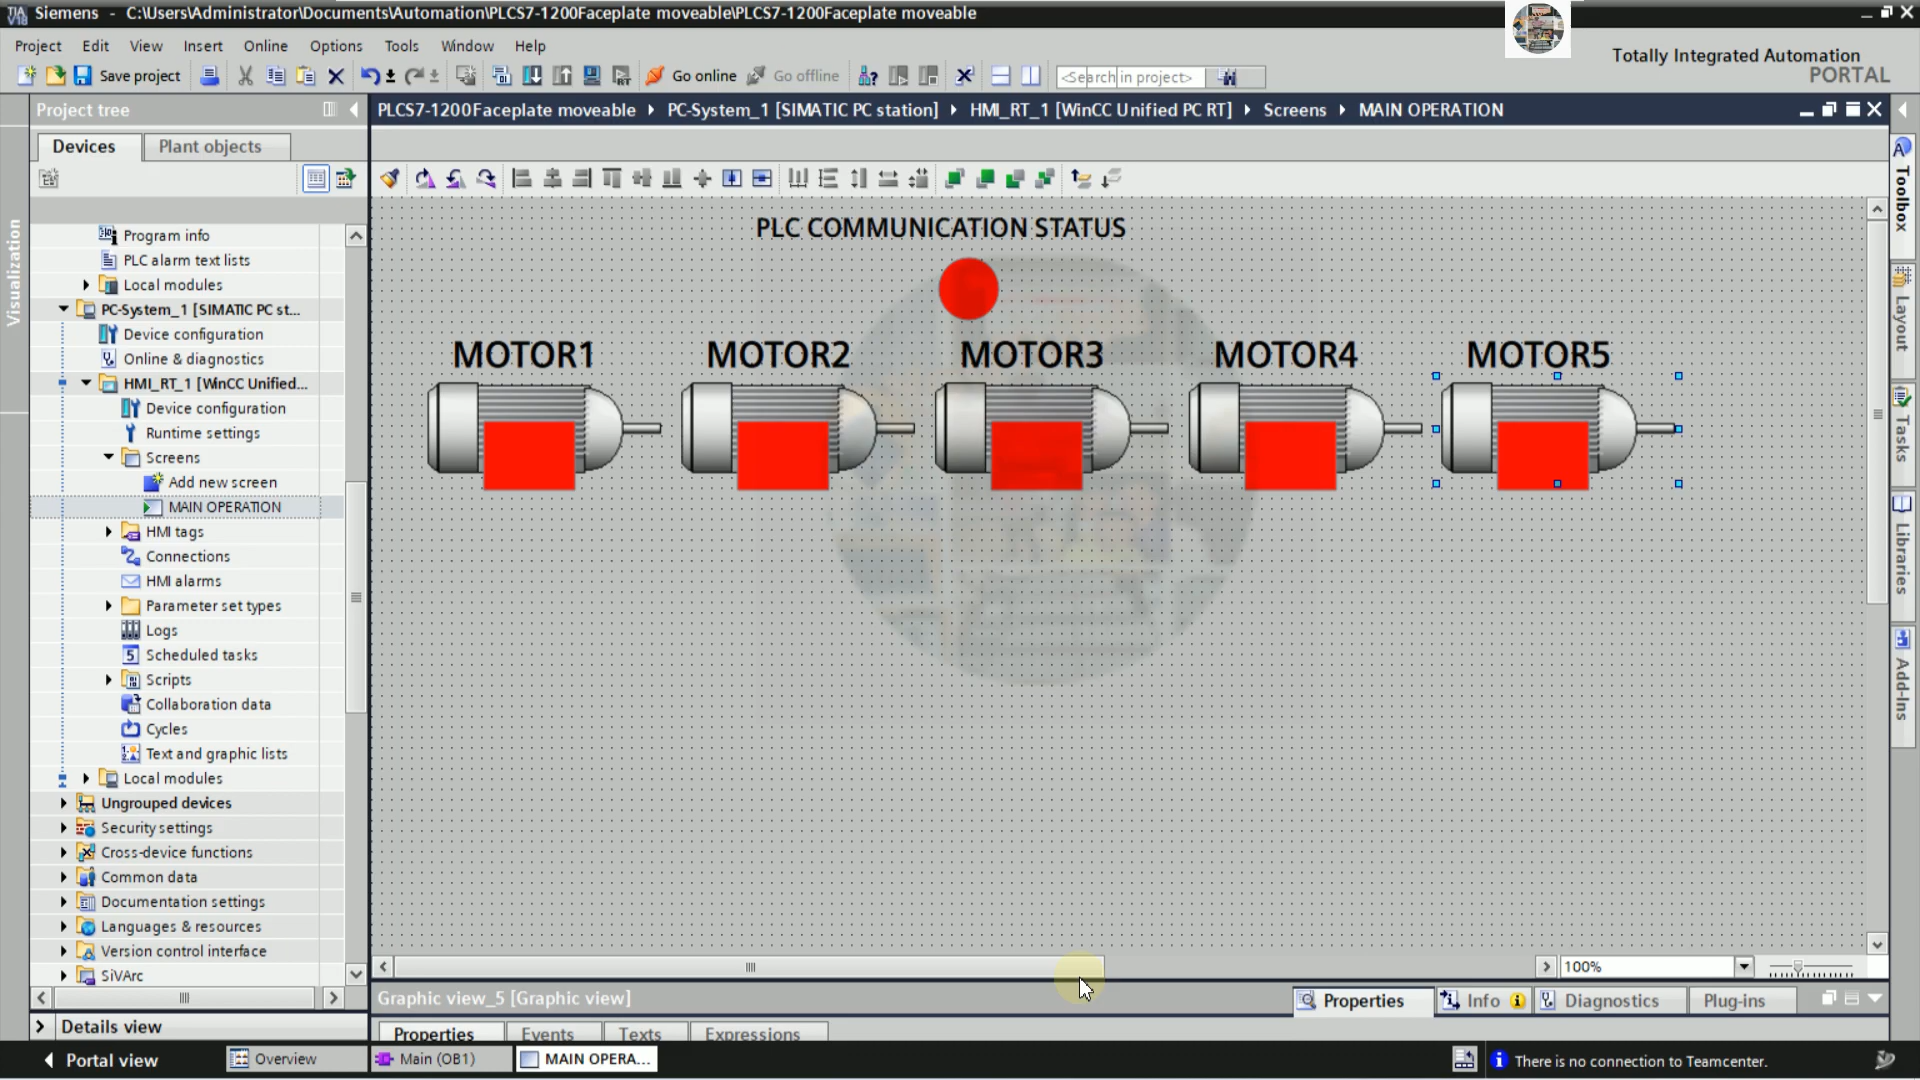 Siemens - C:\Users\Administrator\Documents\Automation\PLCS7-1200Faceplate moveable\PLCS7-1200Faceplate moveable
Project Edit View Insert Online Options Tools Window Help
Totally Integrated Automation
PORTAL
Save project
Go online
Go offline
<Search in project>
Project tree
PLCS7-1200Faceplate moveable PC-System_1 [SIMATIC PC station] HMI_RT_1 [WinCC Unified PC RT] Screens MAIN OPERATION
Devices
Plant objects
Visualization
Program info
PLC alarm text lists
Local modules
PC-System_1 [SIMATIC PC st...
Device configuration
Online & diagnostics
HMI_RT_1 [WinCC Unified...
Device configuration
Runtime settings
Screens
Add new screen
MAIN OPERATION
HMI tags
Connections
HMI alarms
Parameter set types
Logs
Scheduled tasks
Scripts
Collaboration data
Cycles
Text and graphic lists
Local modules
Ungrouped devices
Security settings
Cross-device functions
Common data
Documentation settings
Languages & resources
Version control interface
SiVArc
Details view
PLC COMMUNICATION STATUS
MOTOR1 MOTOR2 MOTOR3 MOTOR4 MOTOR5
100%
Graphic view_5 [Graphic view]
Properties Info Diagnostics Plug-ins
Properties Events Texts Expressions
Toolbox
Layout
Tasks
Libraries
Add-Ins
Portal view
Overview
Main (OB1)
MAIN OPERA...
There is no connection to Teamcenter.